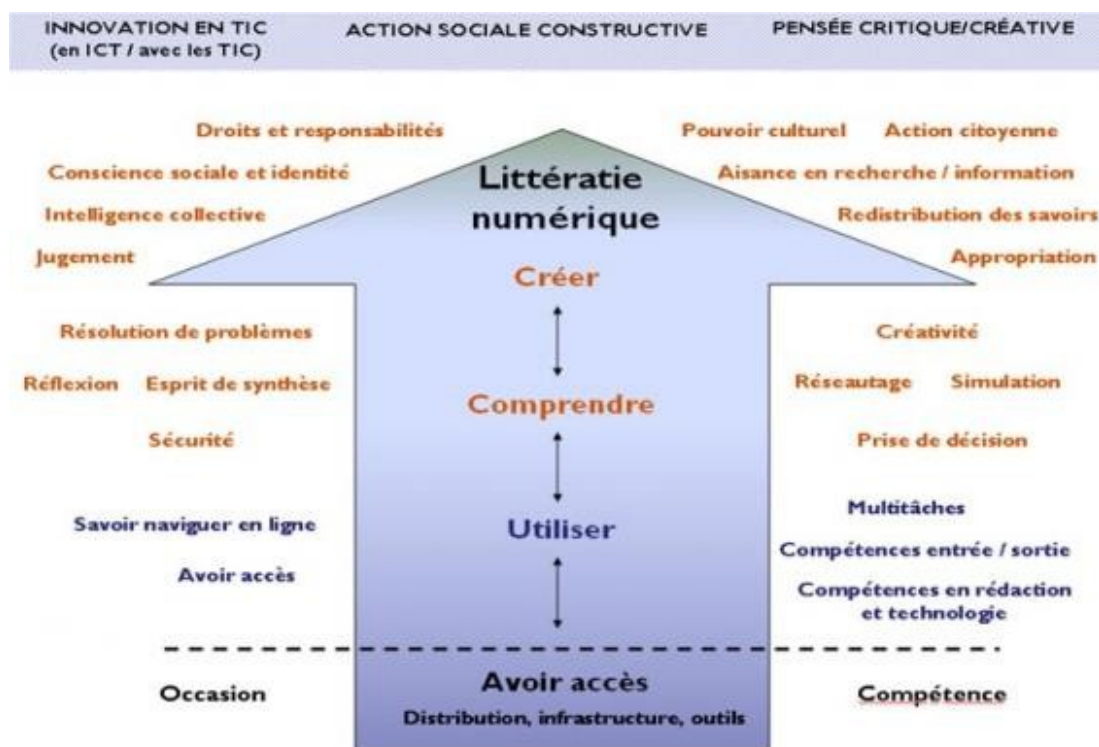 INNOVATION EN TIC
(en ICT / avec les TIC)
ACTION SOCIALE CONSTRUCTIVE
PENSÉE CRITIQUE/CRÉATIVE
Droits et responsabilités
Pouvoir culturel
Action citoyenne
Littératie
numérique
Conscience sociale et identité
Aisance en recherche / information
Intelligence collective
Redistribution des savoirs
Jugement
Appropriation
Créer
Résolution de problèmes
Créativité
Réflexion
Esprit de synthèse
Réseautage
Simulation
Comprendre
Sécurité
Prise de décision
Savoir naviguer en ligne
Utiliser
Multitâches
Compétences entrée / sortie
Avoir accès
Compétences en rédaction
et technologie
Occasion
Avoir accès
Distribution, infrastructure, outils
Compétence